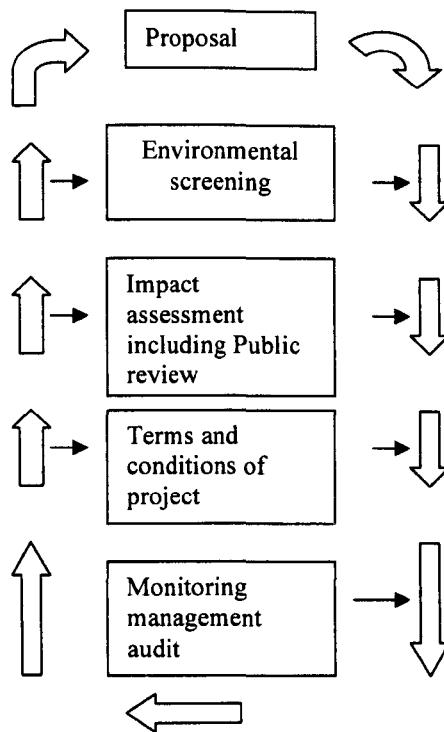 Proposal
Environmental
screening
Impact
assessment
including Public
review
Terms and
conditions of
project
Monitoring
management
audit